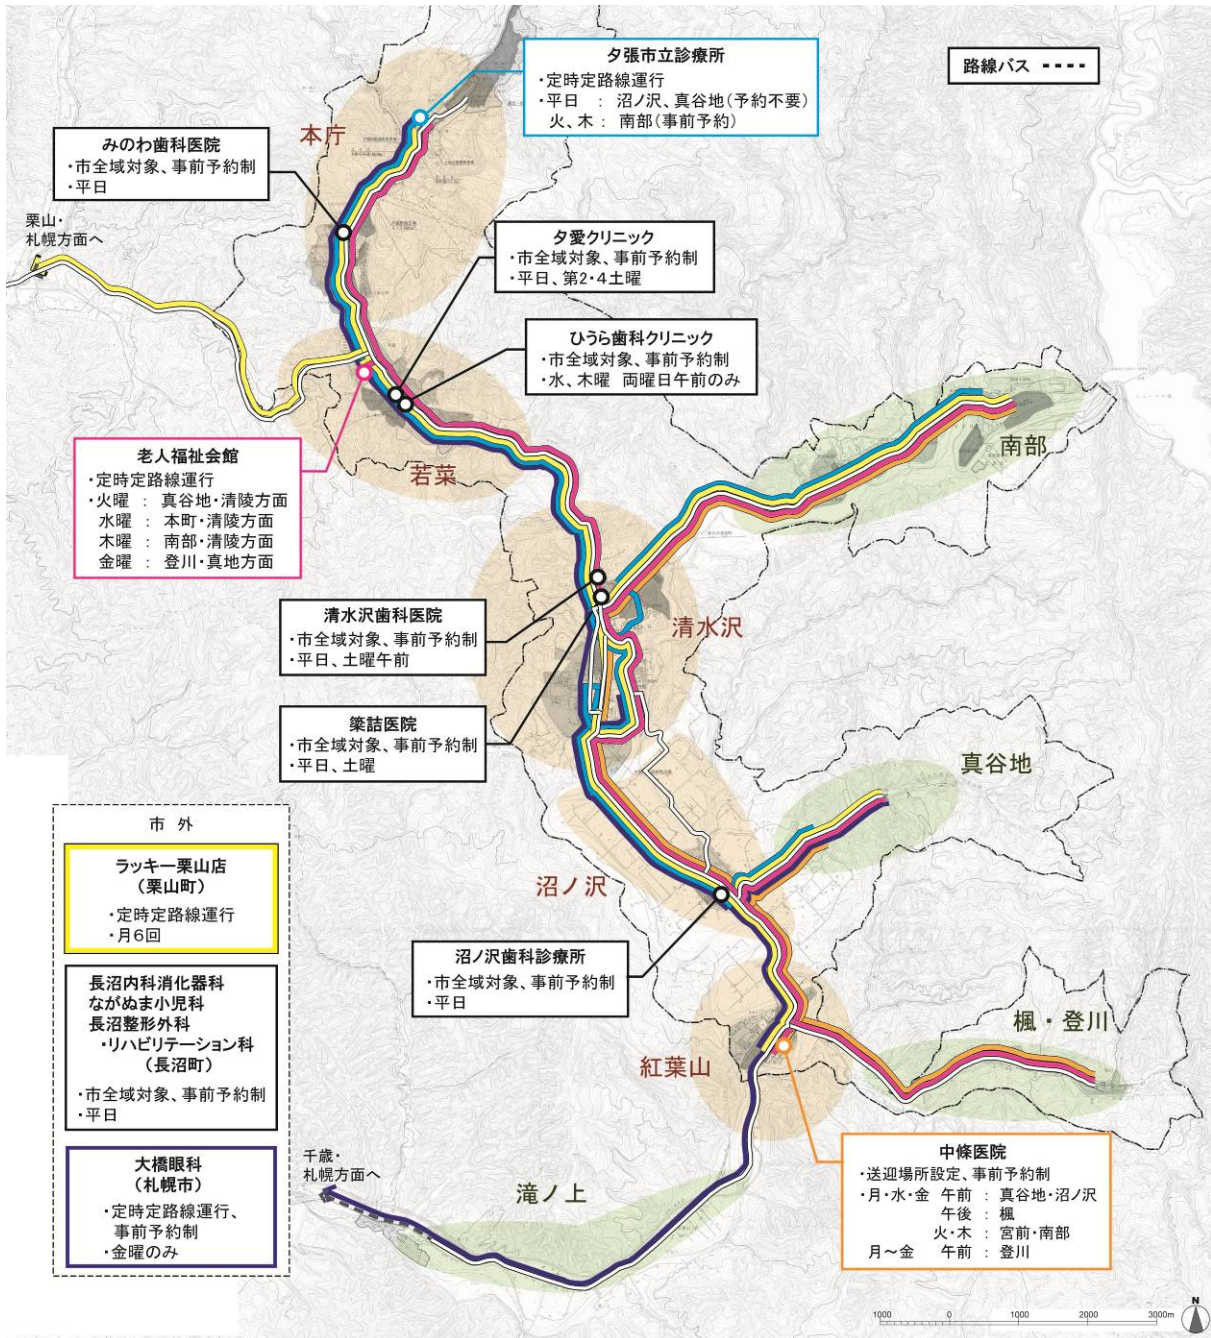 夕張市立診療所
・定時定路線運行
・平日 : 沼ノ沢、真谷地(予約不要)
火、木: 南部(事前予約)
路線バス
本庁
みのわ歯科医院
・市全域対象、事前予約制
・平日
栗山・
札幌方面へ
夕愛クリニック
・市全域対象、事前予約制
・平日、第2・4土曜
ひうら歯科クリニック
・市全域対象、事前予約制
・水、木曜 両曜日午前のみ
老人福祉会館
・定時定路線運行
・火曜 : 真谷地・清陵方面
水曜 : 本町・清陵方面
木曜 : 南部・清陵方面
金曜 : 登川・真地方面
若菜
南部
清水沢歯科医院
・市全域対象、事前予約制
・平日、土曜午前
清水沢
簗詰医院
・市全域対象、事前予約制
・平日、土曜
真谷地
沼ノ沢
沼ノ沢歯科診療所
・市全域対象、事前予約制
・平日
市 外
ラッキー栗山店
(栗山町)
・定時定路線運行
・月6回
長沼内科消化器科
ながぬま小児科
長沼整形外科
・リハビリテーション科
(長沼町)
・市全域対象、事前予約制
・平日
大橋眼科
(札幌市)
・定時定路線運行、
事前予約制
・金曜のみ
楓・登川
紅葉山
千歳・
札幌方面へ
滝ノ上
中條医院
・送迎場所設定、事前予約制
・月・水・金 午前 : 真谷地・沼ノ沢
午後 : 楓
火・木 : 宮前・南部
月～金 午前 : 登川
N
1000 0 1000 2000 3000m